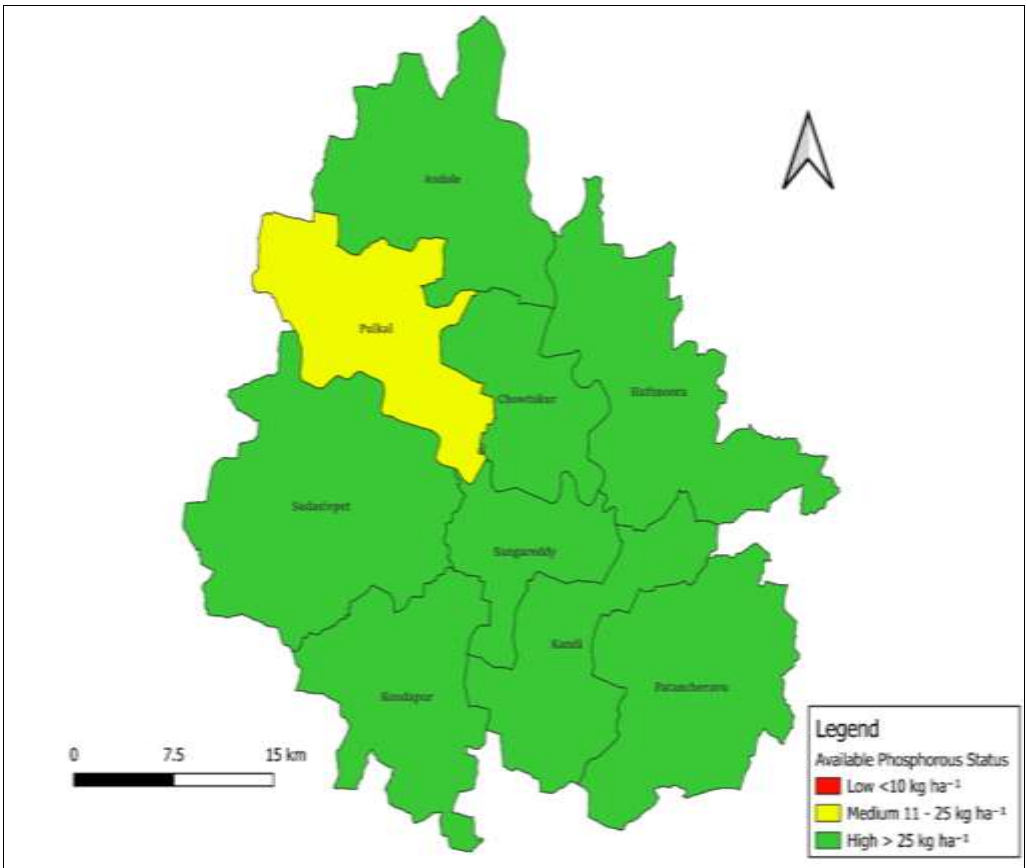 Andole
Pulkal
Chowtakur
Hathnoora
Sadasivpet
Sangareddy
Kandi
Kondapur
Patancheruvu
0 7.5 15 km
Legend
Available Phosphorous Status
Low <10 kg ha⁻¹
Medium 11 - 25 kg ha⁻¹
High > 25 kg ha⁻¹